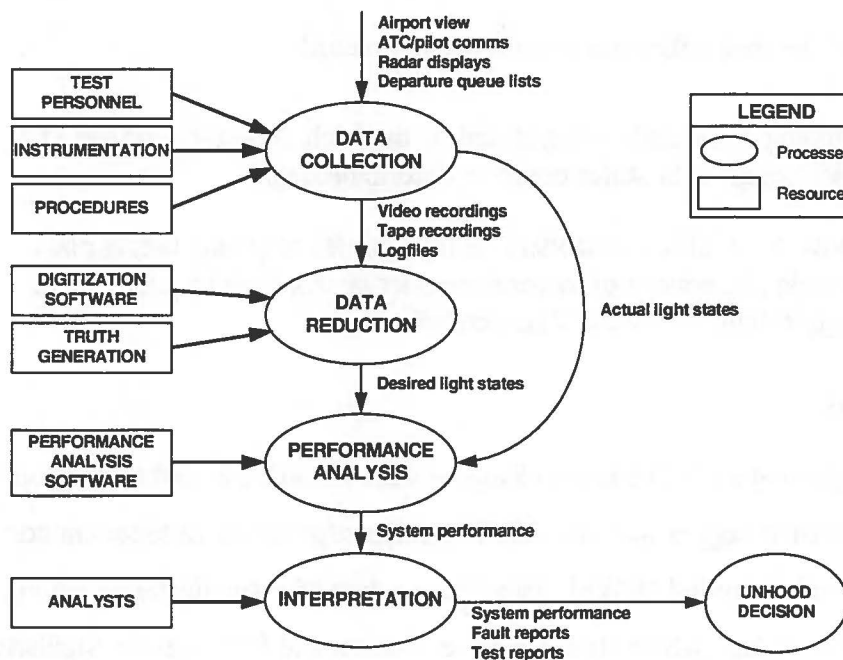 Airport view
ATC/pilot comms
Radar displays
Departure queue lists
TEST
PERSONNEL
INSTRUMENTATION
PROCEDURES
DATA
COLLECTION
LEGEND
Processe
Resource
Video recordings
Tape recordings
Logfiles
DIGITIZATION
SOFTWARE
TRUTH
GENERATION
DATA
REDUCTION
Actual light states
Desired light states
PERFORMANCE
ANALYSIS
SOFTWARE
PERFORMANCE
ANALYSIS
System performance
ANALYSTS
INTERPRETATION
System performance
Fault reports
Test reports
UNHOOD
DECISION